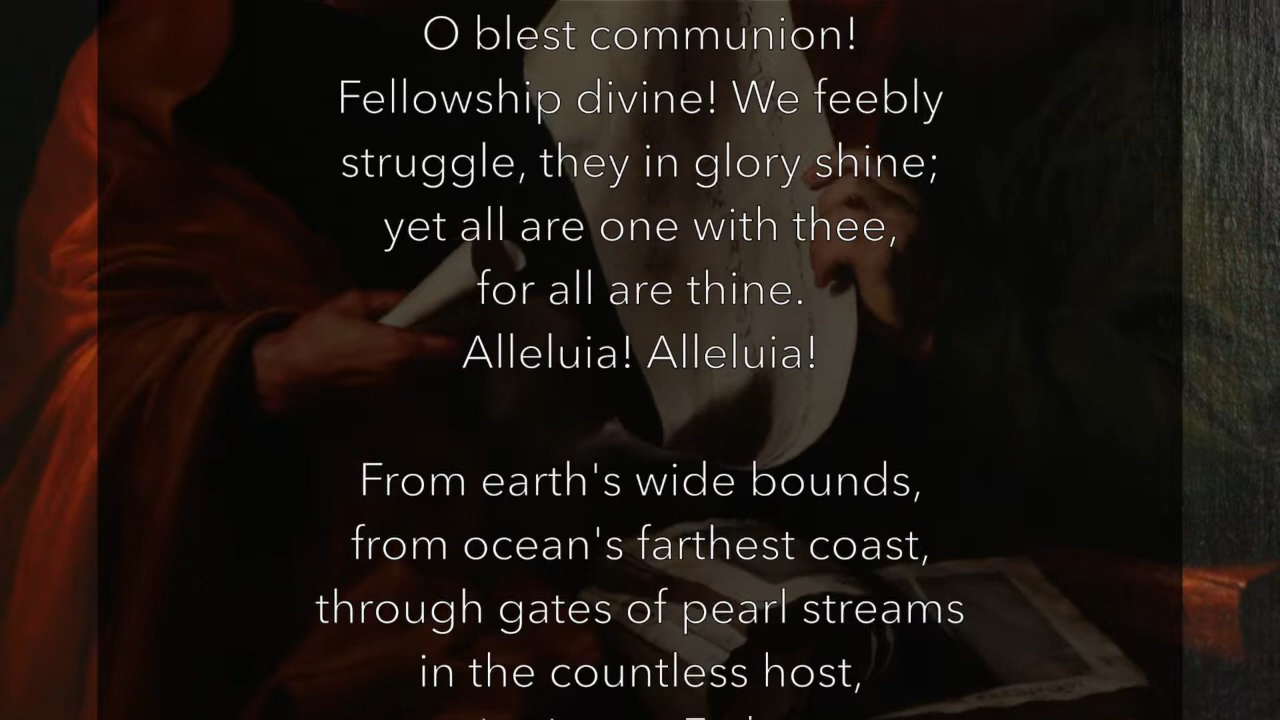 O blest communion!
Fellowship divine! We feebly
struggle, they in glory shine;
yet all are one with thee,
for all are thine.
Alleluia! Alleluia!
From earth's wide bounds,
from ocean's farthest coast,
through gates of pearl streams
in the countless host,